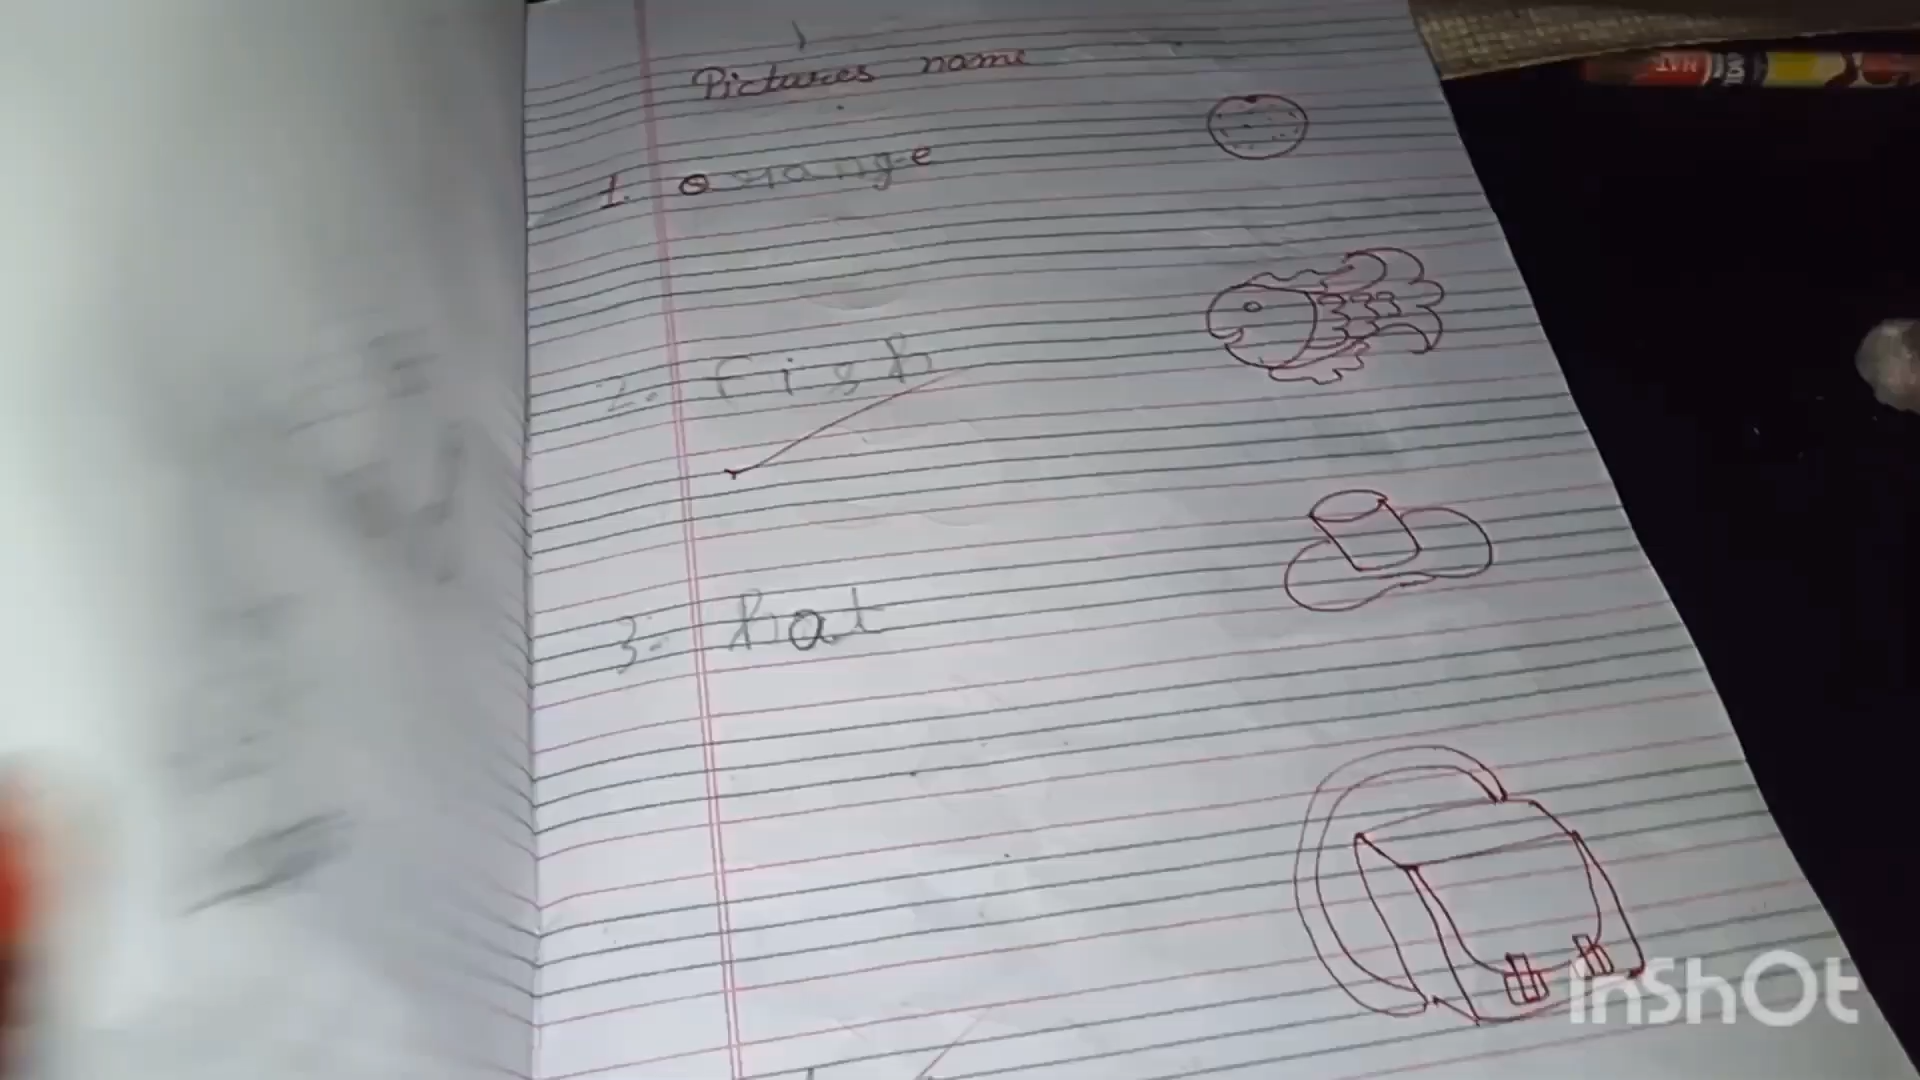 Pictures name
1. orange
2. fish
3. hat
InShOt